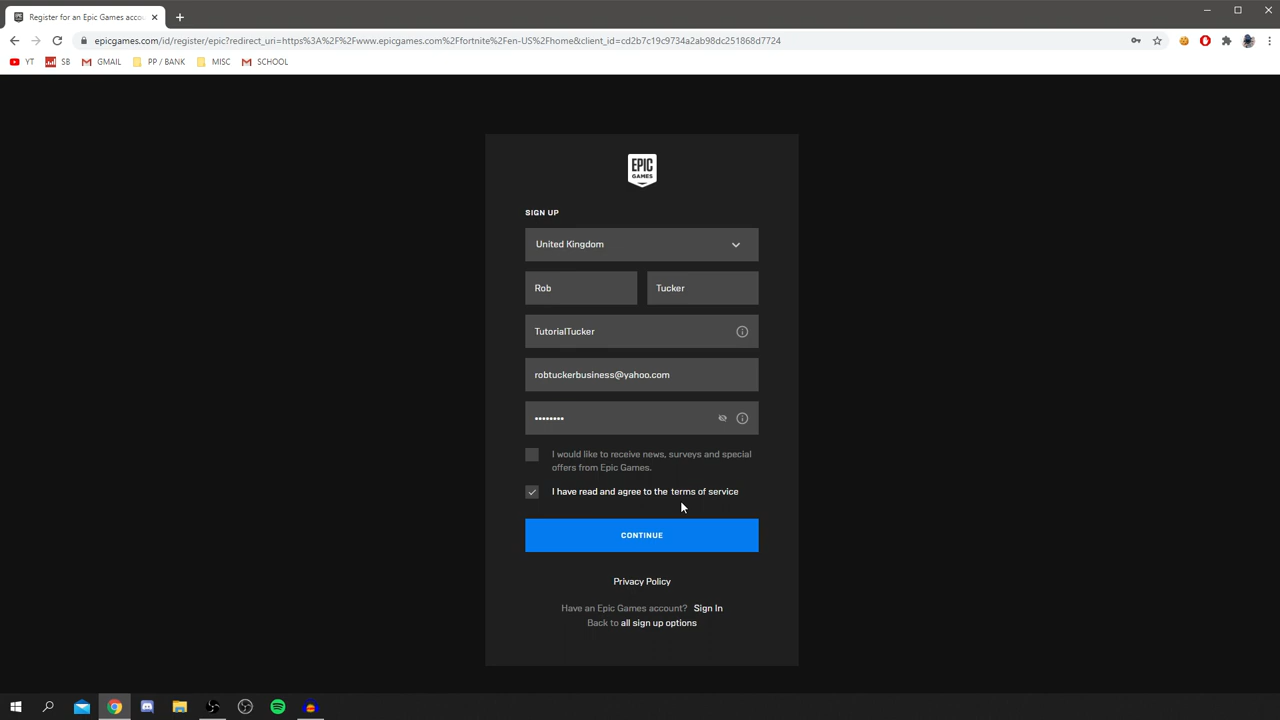 Register for an Epic Games acco
epicgames.com/id/register/epic?redirect_uri=https%3A%2F%2Fwww.epicgames.com%2Ffortnite%2Fen-US%2Fhome&client_id=cd2b7c19c9734a2ab98dc251868d7724
YT SB GMAIL PP / BANK MISC SCHOOL
EPIC
GAMES
SIGN UP
United Kingdom
Rob Tucker
TutorialTucker
robtuckerbusiness@yahoo.com
••••••••
I would like to receive news, surveys and special
offers from Epic Games.
I have read and agree to the terms of service
CONTINUE
Privacy Policy
Have an Epic Games account? Sign In
Back to all sign up options